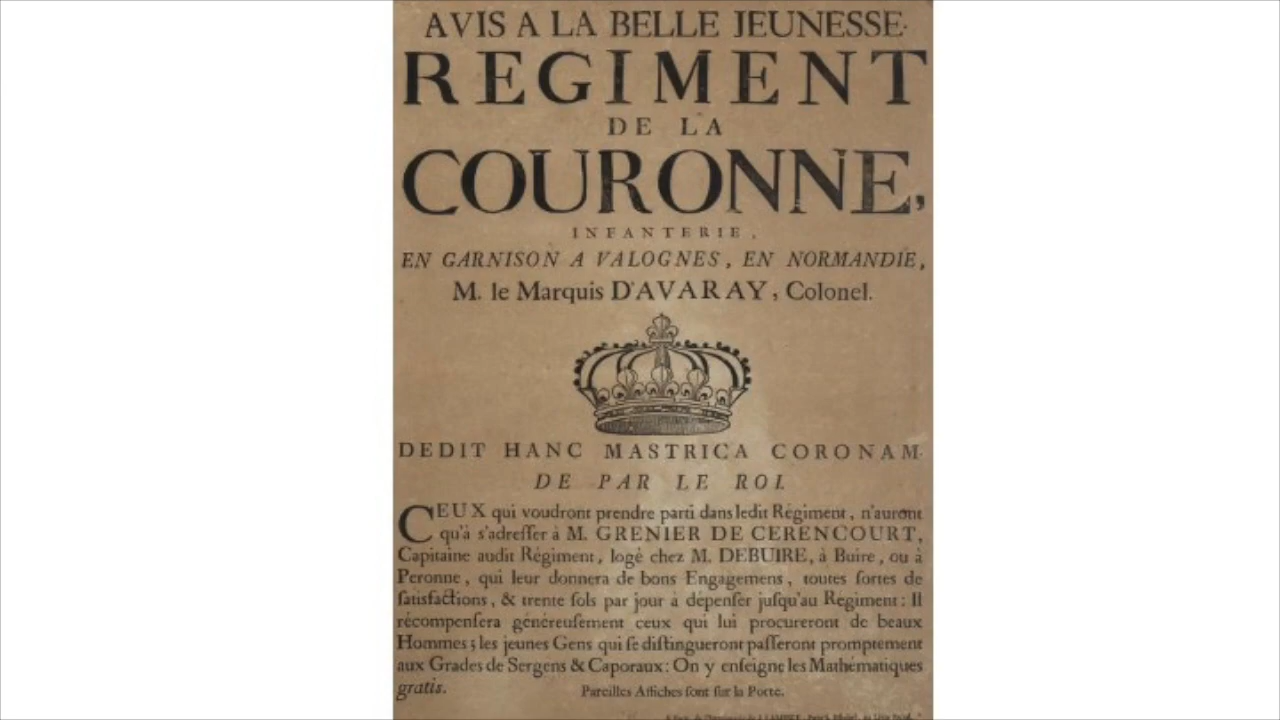 AVIS A LA BELLE JEUNESSE.
REGIMENT
DE LA
COURONNE,
INFANTERIE,
EN GARNISON A VALOGNES, EN NORMANDIE,
M. le Marquis D'AVARAY, Colonel.
DEDIT HANC MASTRICA CORONAM.
DE PAR LE ROI.
CEUX qui voudront prendre parti dans ledit Régiment, n'auront
qu'à s'adreſſer à M. GRENIER DE CERENCOURT,
Capitaine audit Régiment, logé chez M. DEBUIRE, à Buire, ou à
Peronne, qui leur donnera de bons Engagemens, toutes ſortes de
ſatisfactions, & trente ſols par jour à dépenſer juſqu'au Regiment: Il
récompenſera généreuſement ceux qui lui procureront de beaux
Hommes; les jeunes Gens qui ſe diſtingueront paſſeront promptement
aux Grades de Sergens & Caporaux: On y enſeigne les Mathématiques
gratis.
Pareilles Affiches ſont ſur la Porte.